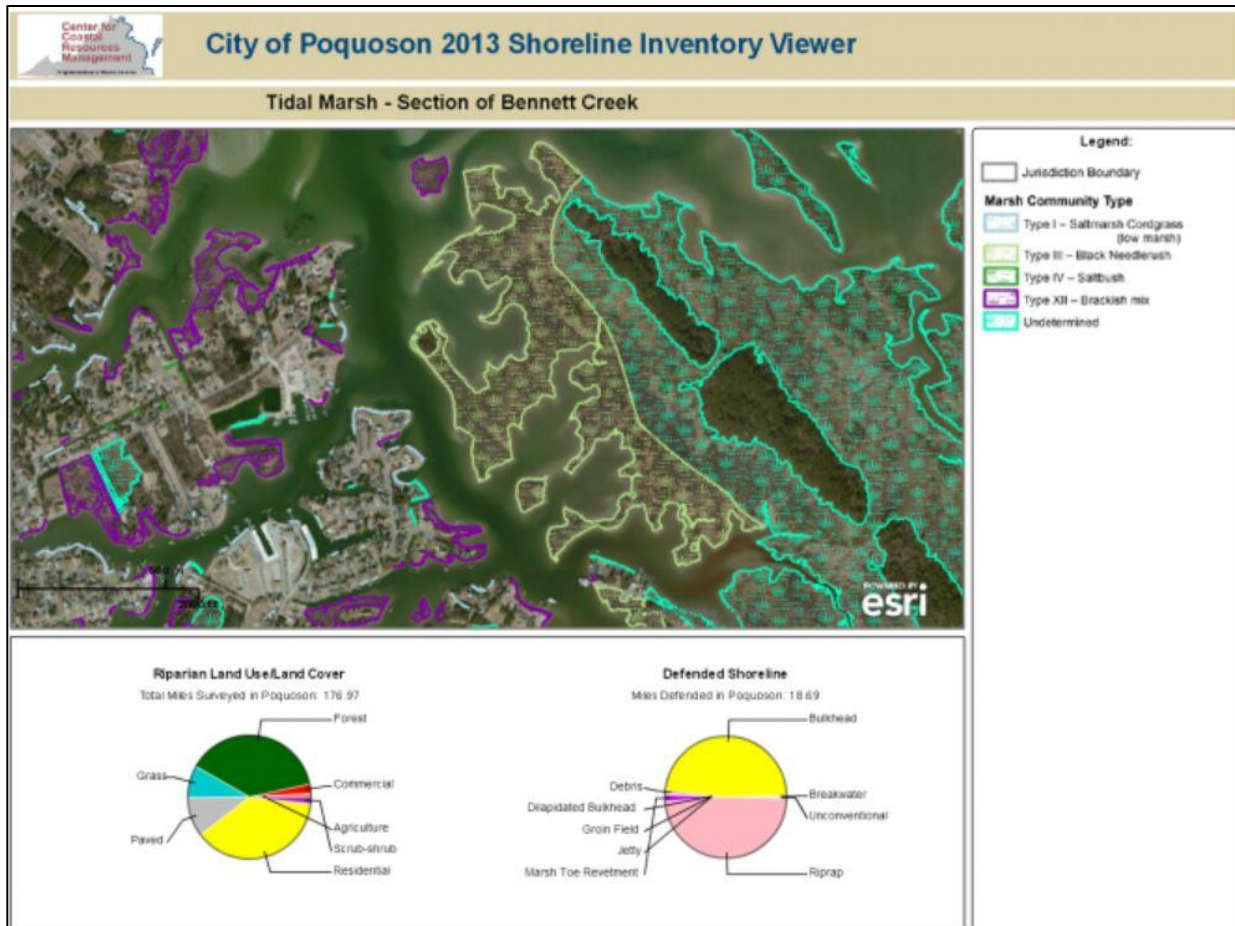 Center for
Coastal
Resources
Management
City of Poquoson 2013 Shoreline Inventory Viewer
Tidal Marsh - Section of Bennett Creek
POWERED BY
esri
Legend:
Jurisdiction Boundary
Marsh Community Type
Type I – Saltmarsh Cordgrass
(low marsh)
Type III – Black Needlerush
Type IV – Saltbush
Type XII – Brackish mix
Undetermined
Riparian Land Use/Land Cover
Total Miles Surveyed in Poquoson: 176.97
Forest
Grass
Commercial
Agriculture
Paved
Scrub-shrub
Residential
Defended Shoreline
Miles Defended in Poquoson: 18.69
Bulkhead
Debris
Breakwater
Dilapidated Bulkhead
Unconventional
Groin Field
Jetty
Marsh Toe Revetment
Riprap